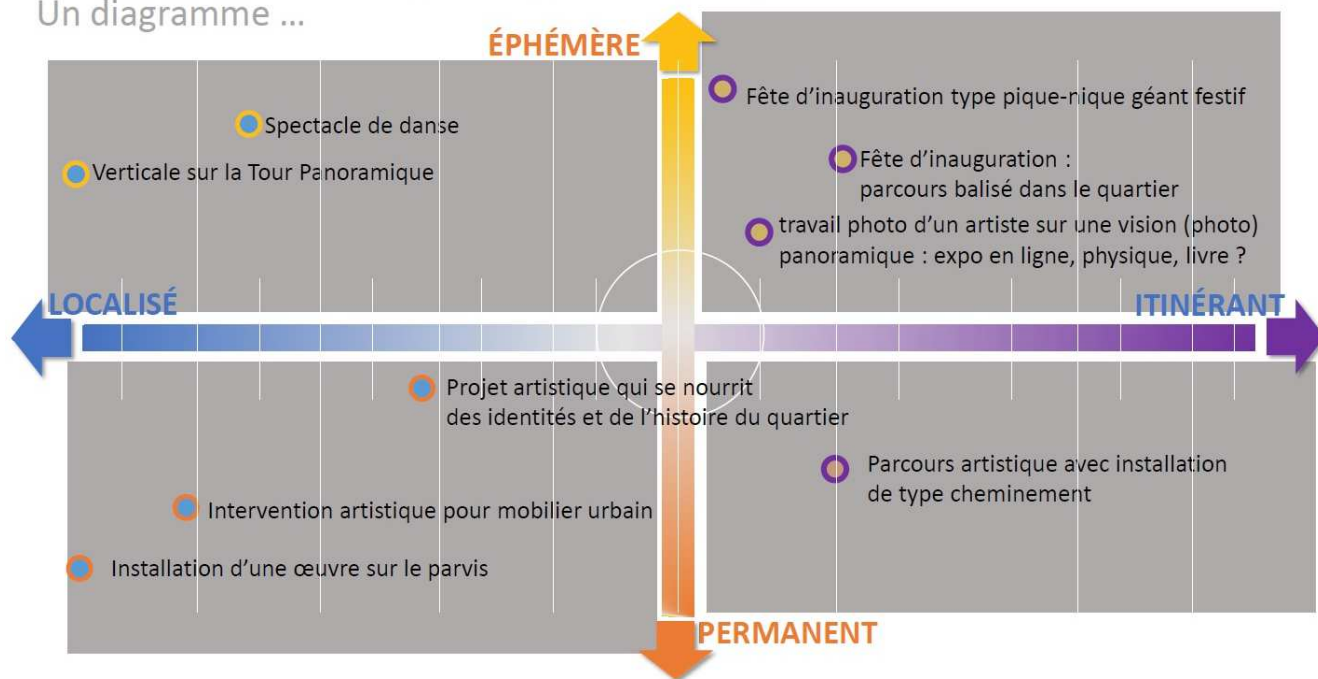 Un diagramme ...
ÉPHÉMÈRE
Spectacle de danse
Verticale sur la Tour Panoramique
Fête d’inauguration type pique-nique géant festif
Fête d’inauguration :
parcours balisé dans le quartier
travail photo d’un artiste sur une vision (photo)
panoramique : expo en ligne, physique, livre ?
LOCALISÉ
ITINÉRANT
Projet artistique qui se nourrit
des identités et de l’histoire du quartier
Intervention artistique pour mobilier urbain
Installation d’une œuvre sur le parvis
Parcours artistique avec installation
de type cheminement
PERMANENT